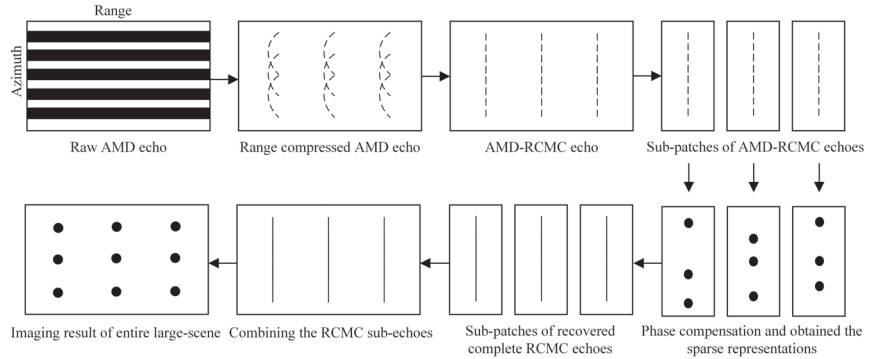 Range
Azimuth
Raw AMD echo
Range compressed AMD echo
AMD-RCMC echo
Sub-patches of AMD-RCMC echoes
Imaging result of entire large-scene
Combining the RCMC sub-echoes
Sub-patches of recovered
complete RCMC echoes
Phase compensation and obtained the
sparse representations